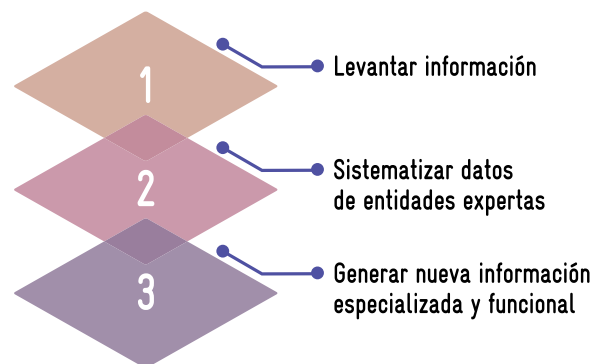 1
Levantar información
2
Sistematizar datos
de entidades expertas
3
Generar nueva información
especializada y funcional